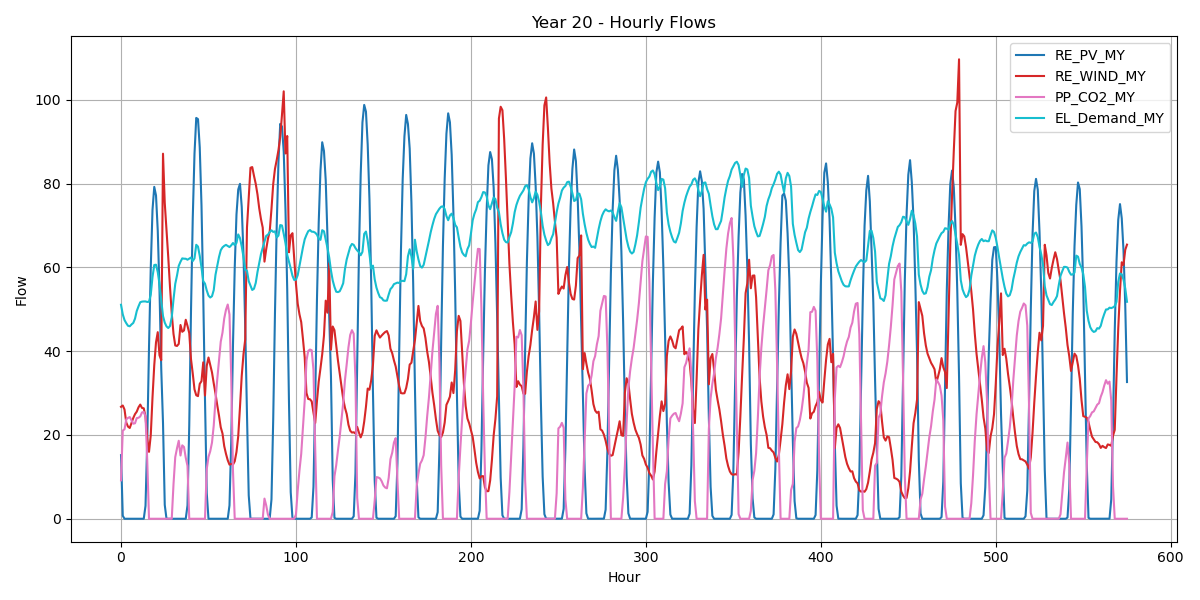 Year 20 - Hourly Flows
RE_PV_MY
RE_WIND_MY
PP_CO2_MY
EL_Demand_MY
Flow
100
80
60
40
20
0
0 100 200 300 400 500 600
Hour